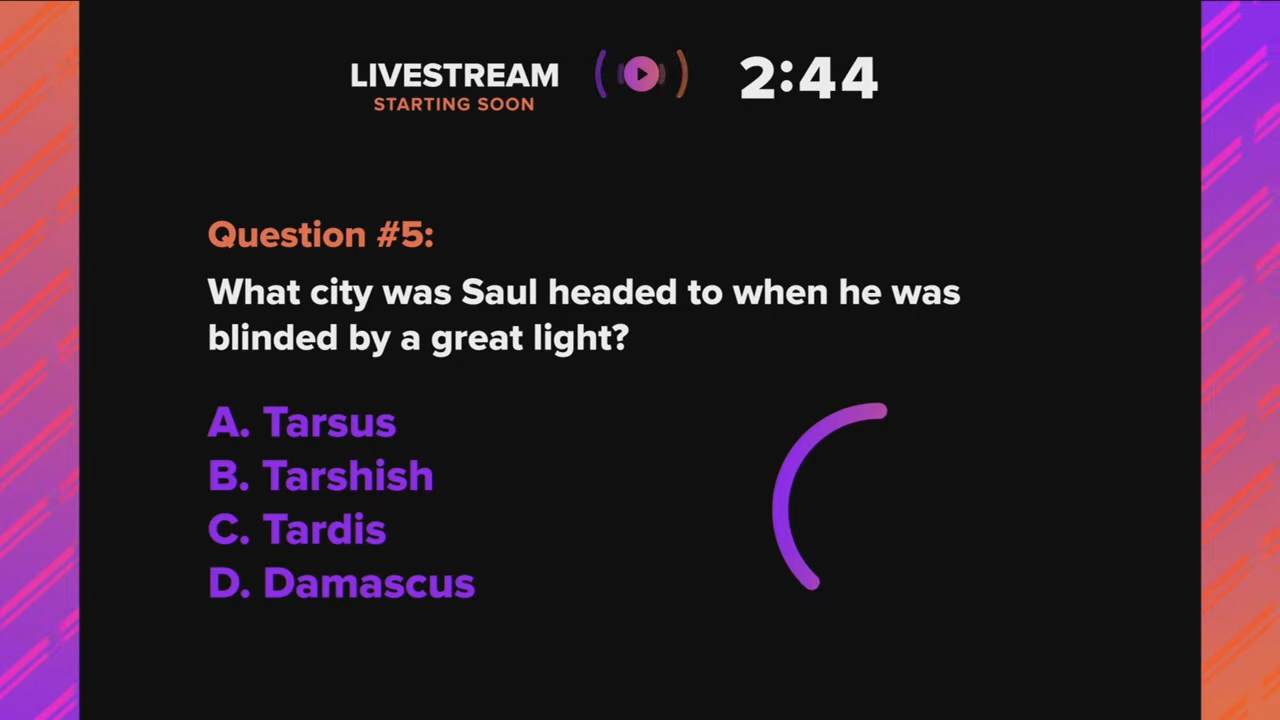 LIVESTREAM
STARTING SOON
2:44
Question #5:
What city was Saul headed to when he was
blinded by a great light?
A. Tarsus
B. Tarshish
C. Tardis
D. Damascus